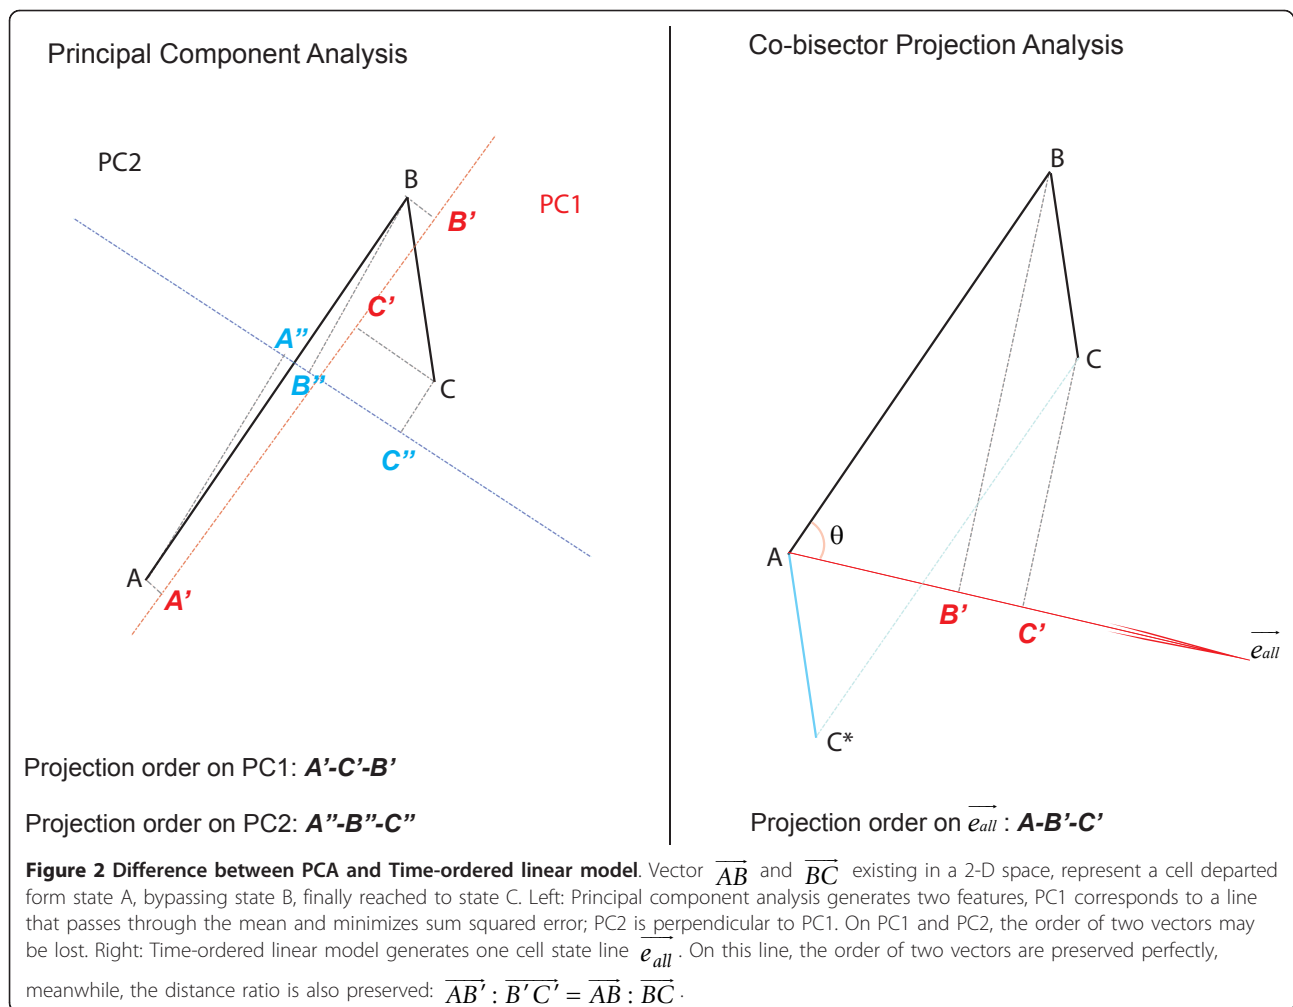 Principal Component Analysis
PC2
B
B’
PC1
C’
A”
B”
C
C”
A
A’
Projection order on PC1: A’-C’-B’
Projection order on PC2: A”-B”-C”
Co-bisector Projection Analysis
B
C
θ
A
B’
C’
e all
C*
Projection order on e all : A-B’-C’
Figure 2 Difference between PCA and Time-ordered linear model. Vector AB and BC existing in a 2-D space, represent a cell departed
form state A, bypassing state B, finally reached to state C. Left: Principal component analysis generates two features, PC1 corresponds to a line
that passes through the mean and minimizes sum squared error; PC2 is perpendicular to PC1. On PC1 and PC2, the order of two vectors may
be lost. Right: Time-ordered linear model generates one cell state line e all . On this line, the order of two vectors are preserved perfectly,
meanwhile, the distance ratio is also preserved: AB′ : B′C′ = AB : BC .